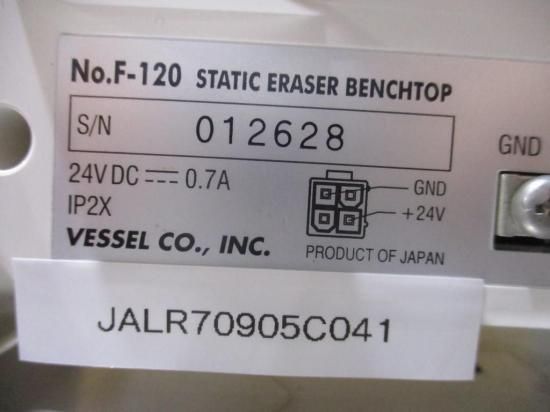 No.F-120 STATIC ERASER BENCHTOP
S/N 012628
GND
24V DC ⎓ 0.7A
GND
IP2X
+24V
VESSEL CO., INC.
PRODUCT OF JAPAN
JALR70905C041